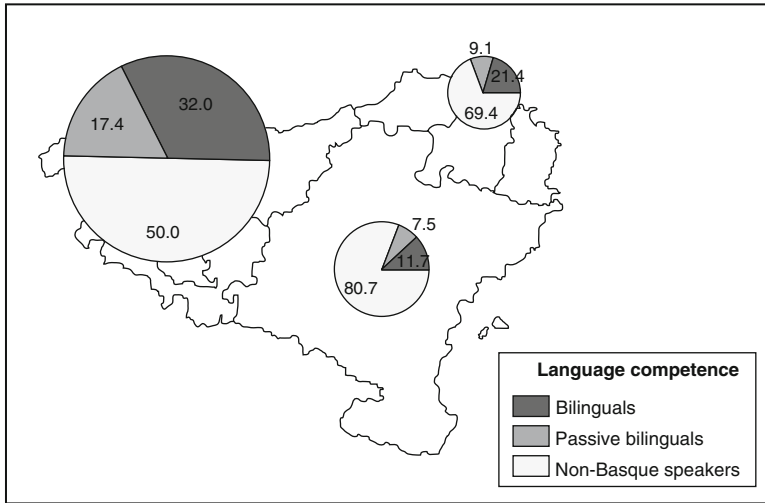 9.1
21.4
69.4
32.0
17.4
50.0
7.5
11.7
80.7
Language competence
Bilinguals
Passive bilinguals
Non-Basque speakers